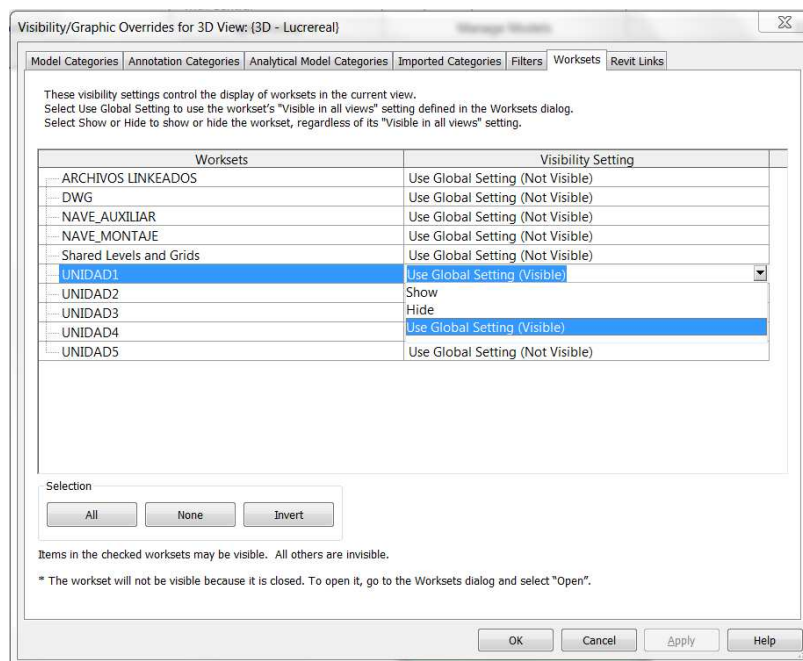 Visibility/Graphic Overrides for 3D View: {3D - Lucrereal}
Manage Models
Model Categories Annotation Categories Analytical Model Categories Imported Categories Filters Worksets Revit Links
These visibility settings control the display of worksets in the current view.
Select Use Global Setting to use the workset's "Visible in all views" setting defined in the Worksets dialog.
Select Show or Hide to show or hide the workset, regardless of its "Visible in all views" setting.
Worksets Visibility Setting
ARCHIVOS LINKEADOS Use Global Setting (Not Visible)
DWG Use Global Setting (Not Visible)
NAVE_AUXILIAR Use Global Setting (Not Visible)
NAVE_MONTAJE Use Global Setting (Not Visible)
Shared Levels and Grids Use Global Setting (Not Visible)
UNIDAD1 Use Global Setting (Visible)
UNIDAD2 Show
UNIDAD3 Hide
UNIDAD4 Use Global Setting (Visible)
UNIDAD5 Use Global Setting (Not Visible)
Selection
All None Invert
Items in the checked worksets may be visible. All others are invisible.
* The workset will not be visible because it is closed. To open it, go to the Worksets dialog and select “Open”.
OK Cancel Apply Help